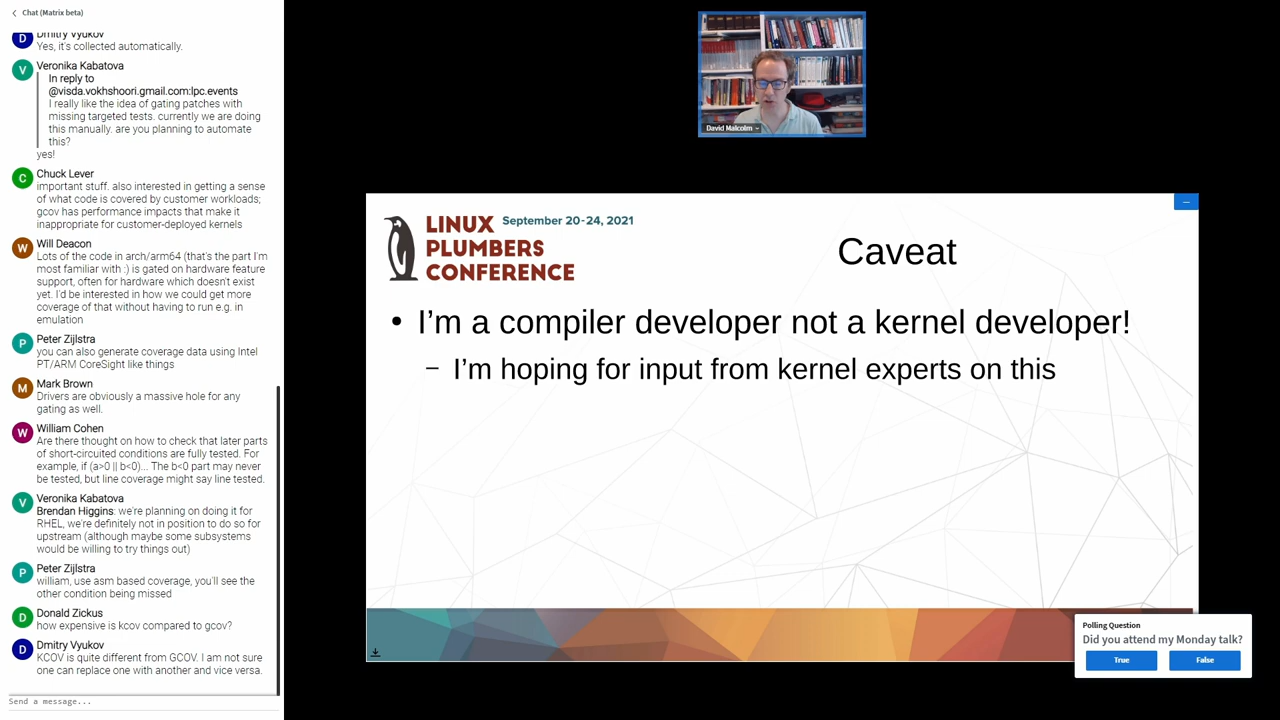 Chat (Matrix beta)
Dmitry Vyukov
Yes, it's collected automatically.
Veronika Kabatova
In reply to
@visda.vokhshoori.gmail.com:lpc.events
I really like the idea of gating patches with
missing targeted tests. currently we are doing
this manually. are you planning to automate
this?
yes!
Chuck Lever
important stuff. also interested in getting a sense
of what code is covered by customer workloads;
gcov has performance impacts that make it
inappropriate for customer-deployed kernels
Will Deacon
Lots of the code in arch/arm64 (that's the part I'm
most familiar with :) is gated on hardware feature
support, often for hardware which doesn't exist
yet. I'd be interested in how we could get more
coverage of that without having to run e.g. in
emulation
Peter Zijlstra
you can also generate coverage data using Intel
PT/ARM CoreSight like things
Mark Brown
Drivers are obviously a massive hole for any
gating as well.
William Cohen
Are there thought on how to check that later parts
of short-circuited conditions are fully tested. For
example, if (a>0 || b<0)... The b<0 part may never
be tested, but line coverage might say line tested.
Veronika Kabatova
Brendan Higgins: we're planning on doing it for
RHEL, we're definitely not in position to do so for
upstream (although maybe some subsystems
would be willing to try things out)
Peter Zijlstra
william, use asm based coverage, you'll see the
other condition being missed
Donald Zickus
how expensive is kcov compared to gcov?
Dmitry Vyukov
KCOV is quite different from GCOV. I am not sure
one can replace one with another and vice versa.
Send a message...
David Malcolm
LINUX September 20-24, 2021
PLUMBERS
CONFERENCE
Caveat
• I'm a compiler developer not a kernel developer!
– I'm hoping for input from kernel experts on this
Polling Question
Did you attend my Monday talk?
True False